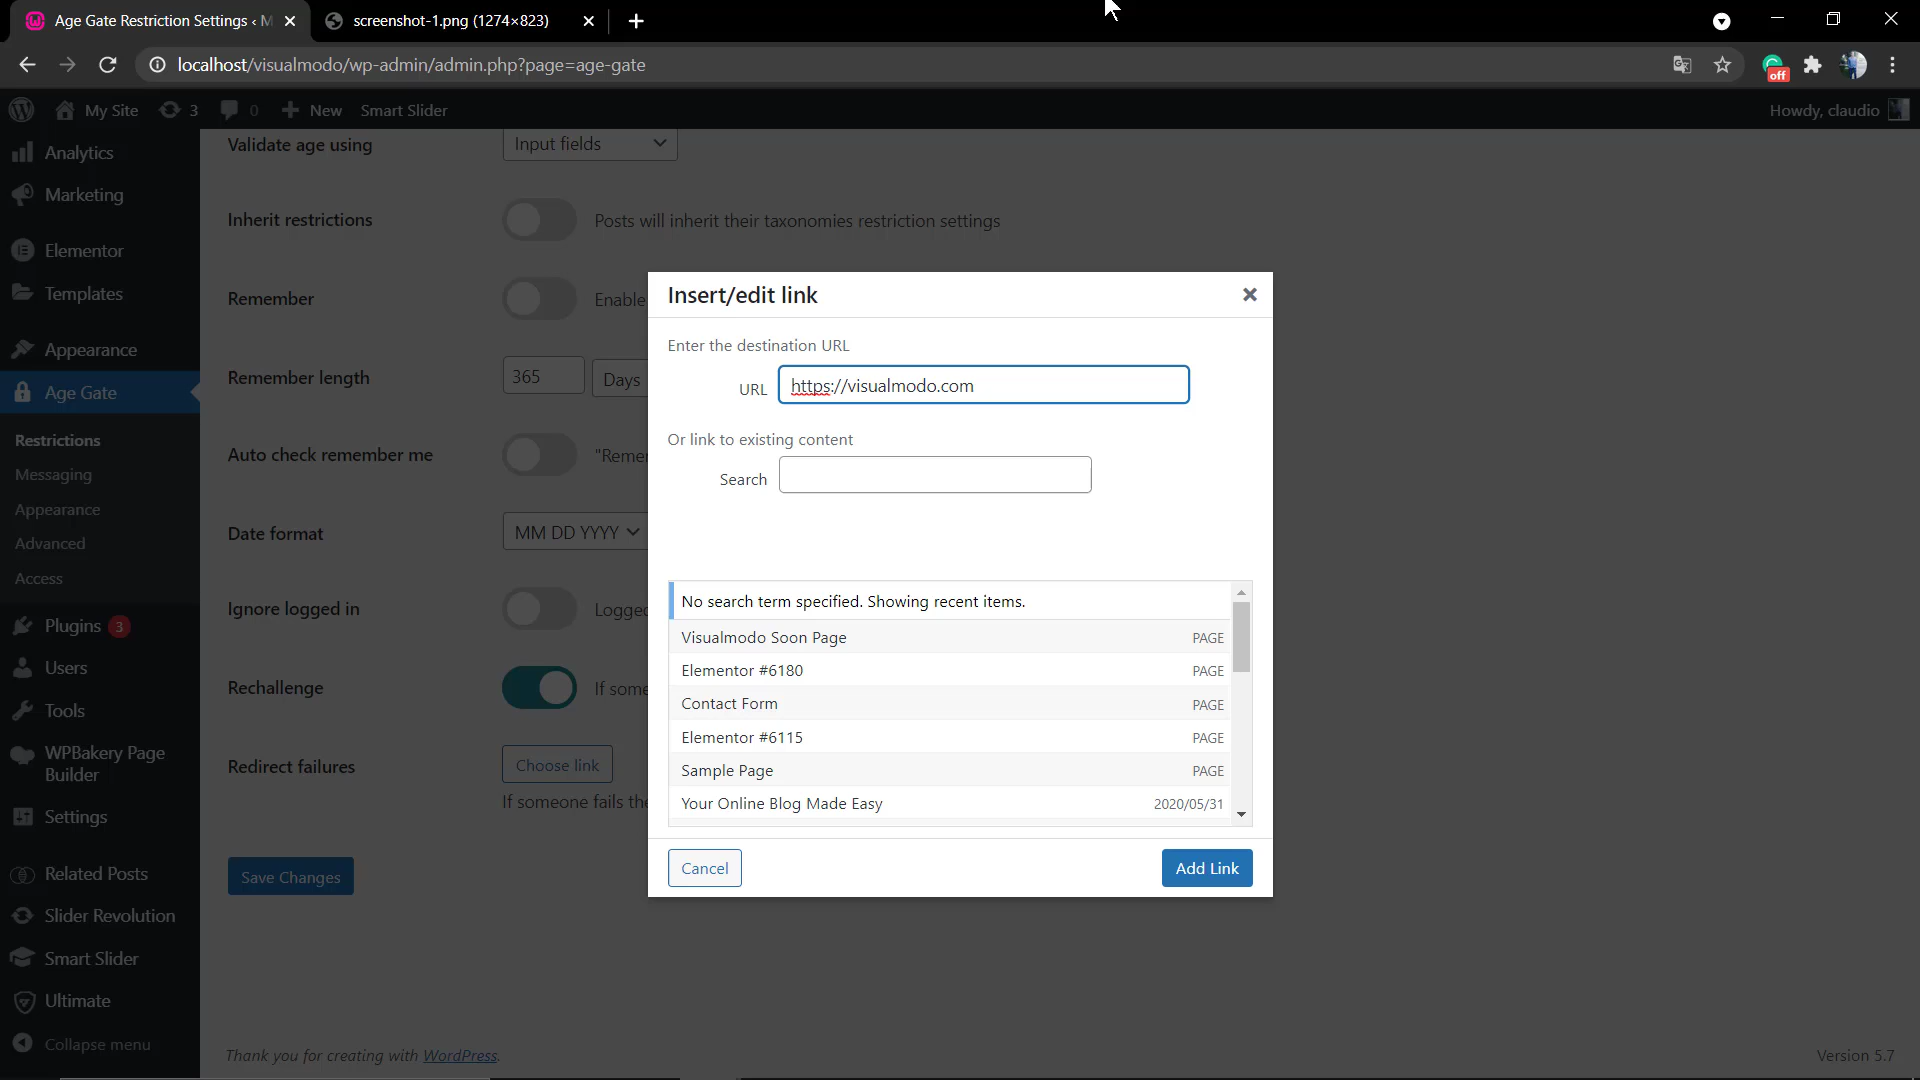 Age Gate Restriction Settings ‹ M
screenshot-1.png (1274×823)
localhost/visualmodo/wp-admin/admin.php?page=age-gate
off
My Site
3
0
New
Smart Slider
Howdy, claudio
Analytics
Marketing
Elementor
Templates
Appearance
Age Gate
Restrictions
Messaging
Appearance
Advanced
Access
Plugins 3
Users
Tools
WPBakery Page
Builder
Settings
Related Posts
Slider Revolution
Smart Slider
Ultimate
Collapse menu
Validate age using
Input fields
Inherit restrictions
Posts will inherit their taxonomies restriction settings
Remember
Enable
Remember length
365
Days
Auto check remember me
"Remer
Date format
MM DD YYYY
Ignore logged in
Logged
Rechallenge
If some
Redirect failures
Choose link
If someone fails the
Save Changes
Insert/edit link
Enter the destination URL
URL
https://visualmodo.com
Or link to existing content
Search
No search term specified. Showing recent items.
Visualmodo Soon Page PAGE
Elementor #6180 PAGE
Contact Form PAGE
Elementor #6115 PAGE
Sample Page PAGE
Your Online Blog Made Easy 2020/05/31
Cancel
Add Link
Thank you for creating with WordPress.
Version 5.7